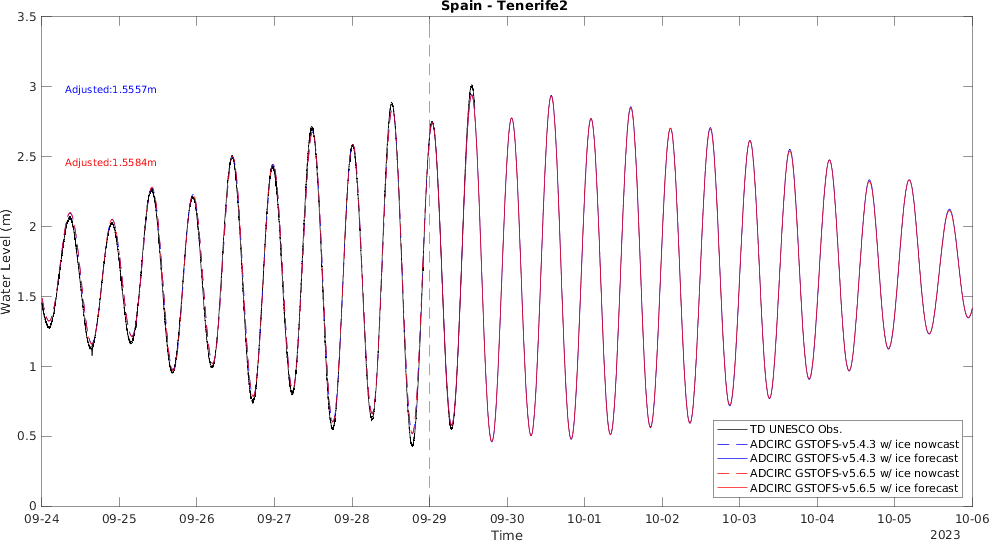 Spain - Tenerife2
3.5
3
2.5
2
1.5
1
0.5
0
Water Level (m)
Adjusted:1.5557m
Adjusted:1.5584m
TD UNESCO Obs.
ADCIRC GSTOFS-v5.4.3 w/ ice nowcast
ADCIRC GSTOFS-v5.4.3 w/ ice forecast
ADCIRC GSTOFS-v5.6.5 w/ ice nowcast
ADCIRC GSTOFS-v5.6.5 w/ ice forecast
09-24 09-25 09-26 09-27 09-28 09-29 09-30 10-01 10-02 10-03 10-04 10-05 10-06
Time
2023